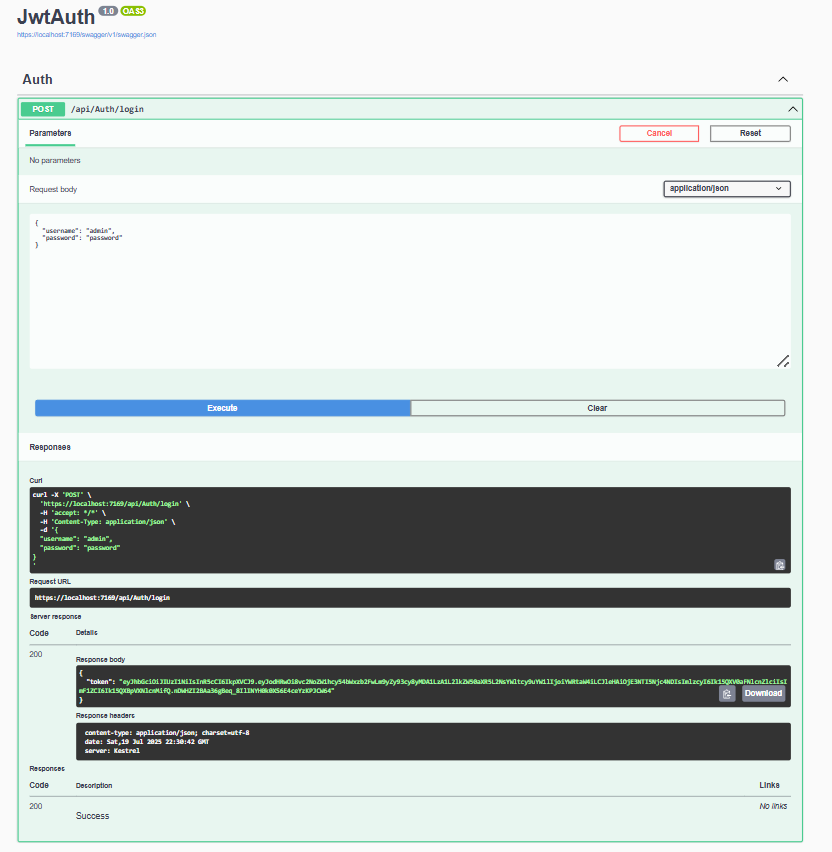 JwtAuth 1.0 OAS3
https://localhost:7169/swagger/v1/swagger.json
Auth
POST /api/Auth/login
Parameters Cancel Reset
No parameters
Request body application/json
{
"username": "admin",
"password": "password"
}
Execute Clear
Responses
Curl
curl -X 'POST' \
'https://localhost:7169/api/Auth/login' \
-H 'accept: */*' \
-H 'Content-Type: application/json' \
-d '{
"username": "admin",
"password": "password"
}
'
Request URL
https://localhost:7169/api/Auth/login
Server response
Code Details
200
Response body
{
"token":
Download
}
Response headers
content-type: application/json; charset=utf-8
date: Sat,19 Jul 2025 22:30:42 GMT
server: Kestrel
Responses
Code Description Links
200 No links
Success